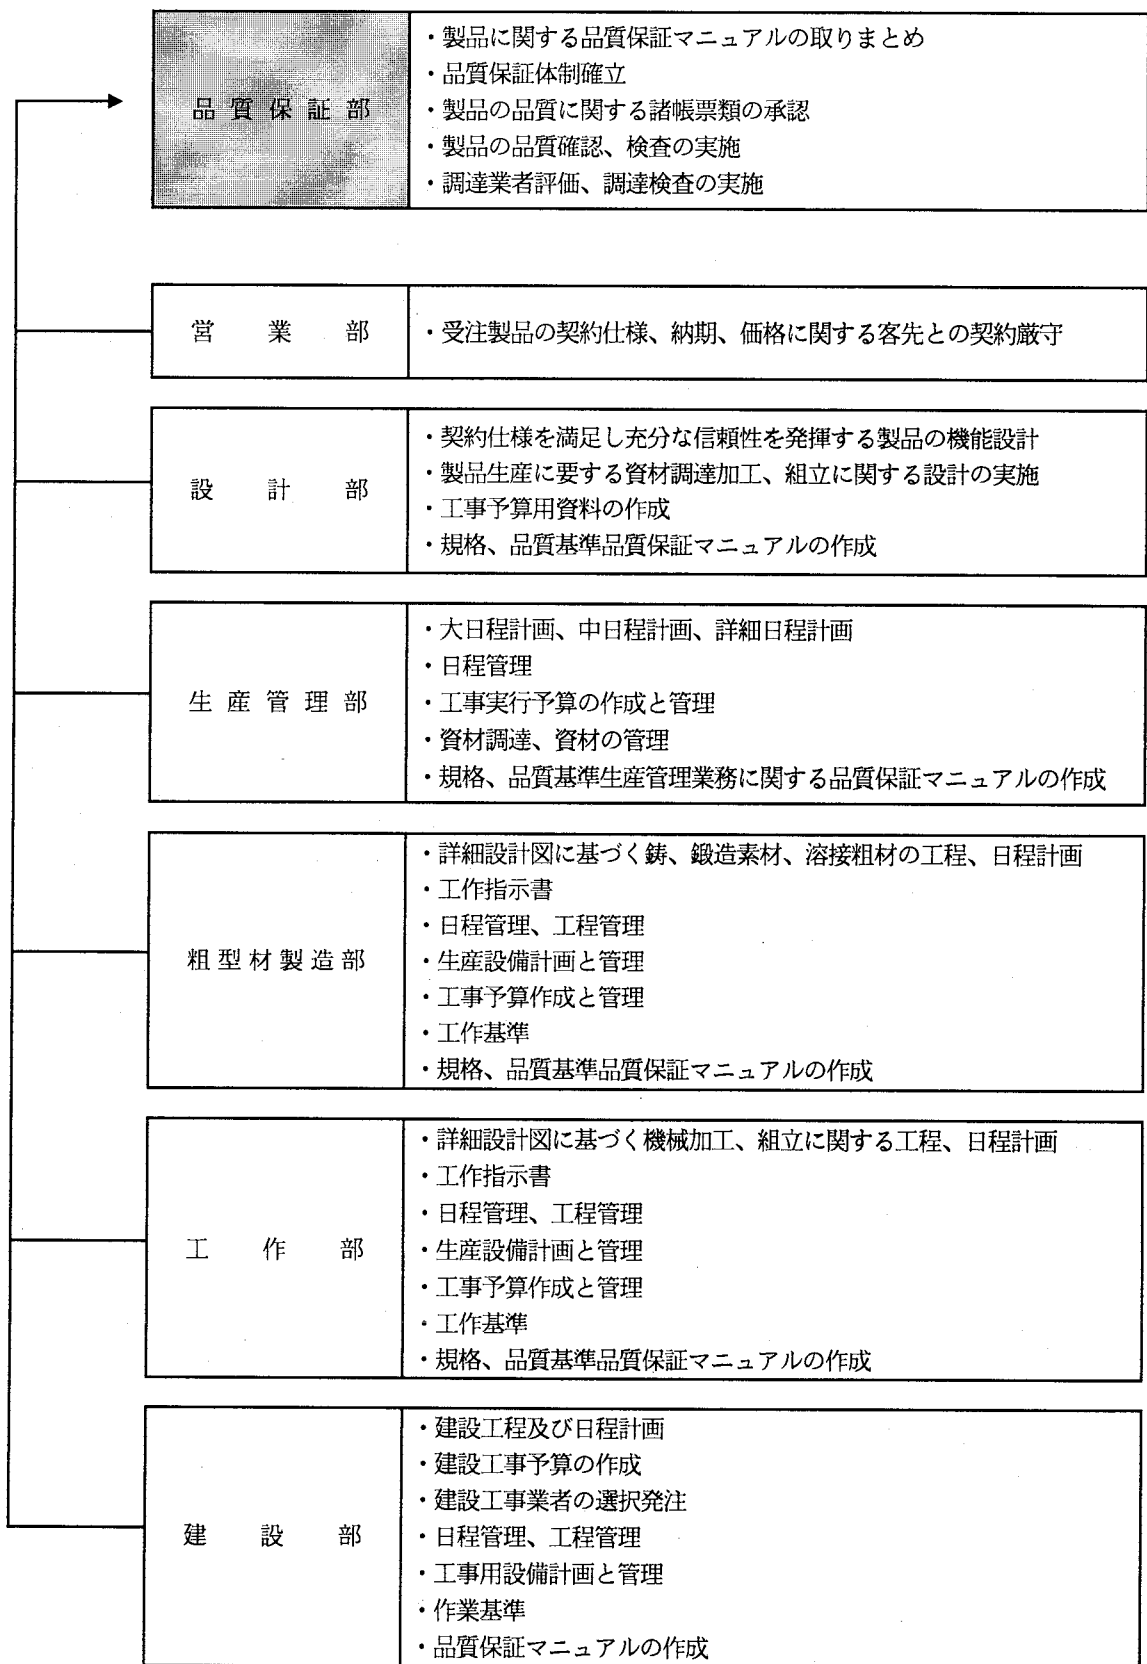 品質保証部
・製品に関する品質保証マニュアルの取りまとめ
・品質保証体制確立
・製品の品質に関する諸帳票類の承認
・製品の品質確認、検査の実施
・調達業者評価、調達検査の実施
営業部
・受注製品の契約仕様、納期、価格に関する客先との契約厳守
設計部
・契約仕様を満足し充分な信頼性を発揮する製品の機能設計
・製品生産に要する資材調達加工、組立に関する設計の実施
・工事予算用資料の作成
・規格、品質基準品質保証マニュアルの作成
生産管理部
・大日程計画、中日程計画、詳細日程計画
・日程管理
・工事実行予算の作成と管理
・資材調達、資材の管理
・規格、品質基準生産管理業務に関する品質保証マニュアルの作成
粗型材製造部
・詳細設計図に基づく鋳、鍛造素材、溶接粗材の工程、日程計画
・工作指示書
・日程管理、工程管理
・生産設備計画と管理
・工事予算作成と管理
・工作基準
・規格、品質基準品質保証マニュアルの作成
工作部
・詳細設計図に基づく機械加工、組立に関する工程、日程計画
・工作指示書
・日程管理、工程管理
・生産設備計画と管理
・工事予算作成と管理
・工作基準
・規格、品質基準品質保証マニュアルの作成
建設部
・建設工程及び日程計画
・建設工事予算の作成
・建設工事業者の選択発注
・日程管理、工程管理
・工事用設備計画と管理
・作業基準
・品質保証マニュアルの作成